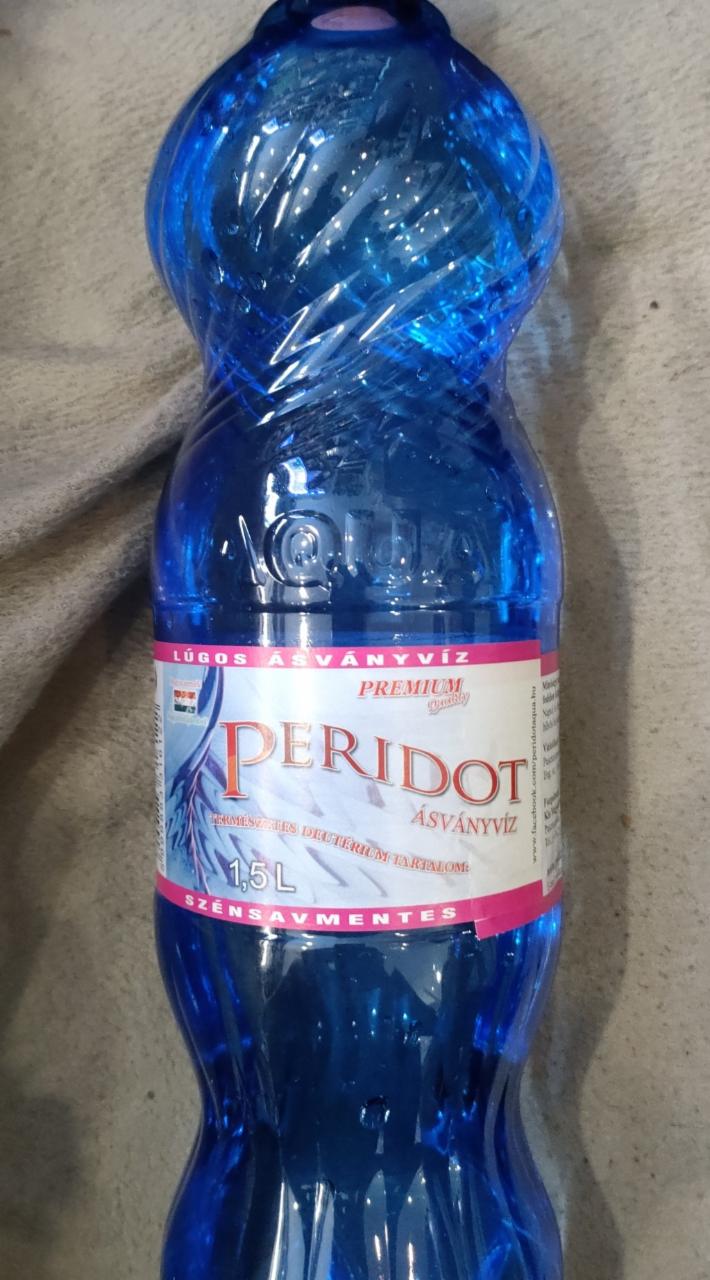 AQUA
LÚGOS ÁSVÁNYVÍZ
PREMIUM
quality
PERIDOT
ÁSVÁNYVÍZ
TERMÉSZETES DEUTÉRIUM TARTALOM:
1,5 L
SZÉNSAVMENTES
www.facebook.com/peridotaqua.hu